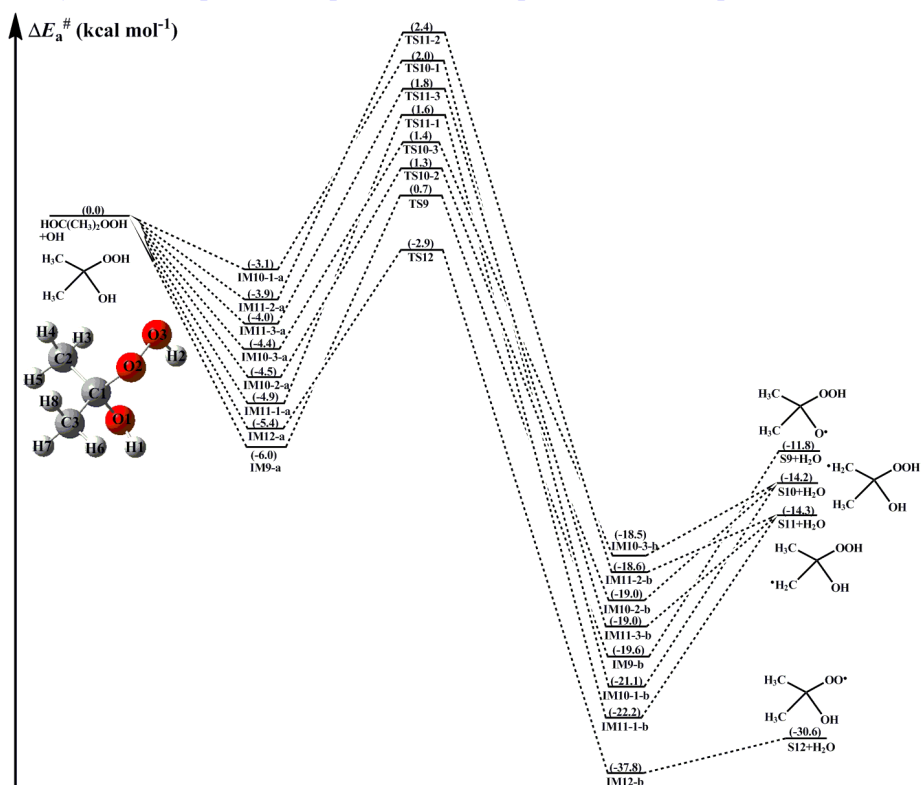 ΔEa# (kcal mol-1)
(2.4)
TS11-2
(2.0)
TS10-1
(1.8)
TS11-3
(1.6)
TS11-1
(1.4)
TS10-3
(1.3)
TS10-2
(0.7)
TS9
(-2.9)
TS12
(0.0)
HOC(CH3)2OOH
+OH
H3C
OOH
H3C
OH
H4
H3
O3
H2
C2
O2
H5
C1
H8
C3
O1
H7
H6
H1
(-3.1)
IM10-1-a
(-3.9)
IM11-2-a
(-4.0)
IM11-3-a
(-4.4)
IM10-3-a
(-4.5)
IM10-2-a
(-4.9)
IM11-1-a
(-5.4)
IM12-a
(-6.0)
IM9-a
(-18.5)
IM10-3-b
(-18.6)
IM11-2-b
(-19.0)
IM10-2-b
(-19.0)
IM11-3-b
(-19.6)
IM9-b
(-21.1)
IM10-1-b
(-22.2)
IM11-1-b
(-37.8)
IM12-b
H3C
OOH
H3C
O•
(-11.8)
S9+H2O
•H2C
OOH
H3C
OH
(-14.2)
S10+H2O
(-14.3)
S11+H2O
H3C
OOH
•H2C
OH
H3C
OO•
H3C
OH
(-30.6)
S12+H2O